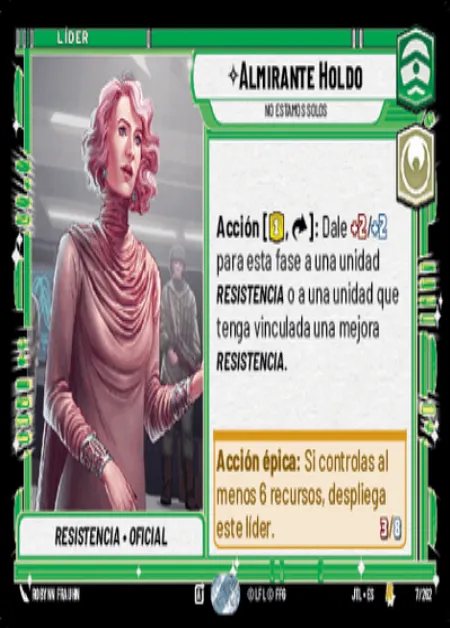 LÍDER
ALMIRANTE HOLDO
NO ESTAMOS SOLOS
Acción [1, ]: Dale +2/+2
para esta fase a una unidad
RESISTENCIA o a una unidad que
tenga vinculada una mejora
RESISTENCIA.
Acción épica: Si controlas al
menos 6 recursos, despliega
este líder.
3/8
RESISTENCIA • OFICIAL
ROBYNN FRAUHN
© LFL © FFG
JTL • ES
7/262